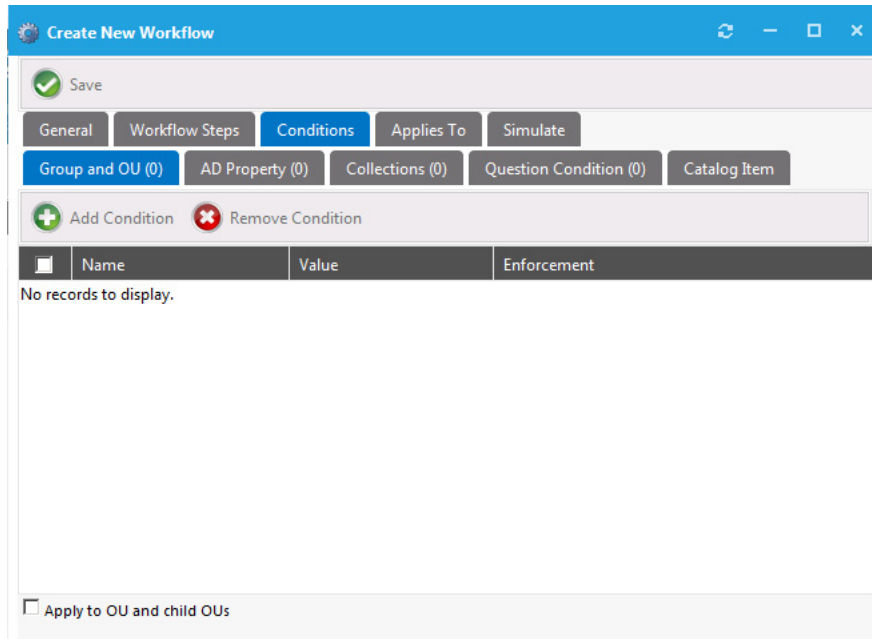 Create New Workflow
Save
General Workflow Steps Conditions Applies To Simulate
Group and OU (0) AD Property (0) Collections (0) Question Condition (0) Catalog Item
Add Condition Remove Condition
Name Value Enforcement
No records to display.
Apply to OU and child OUs